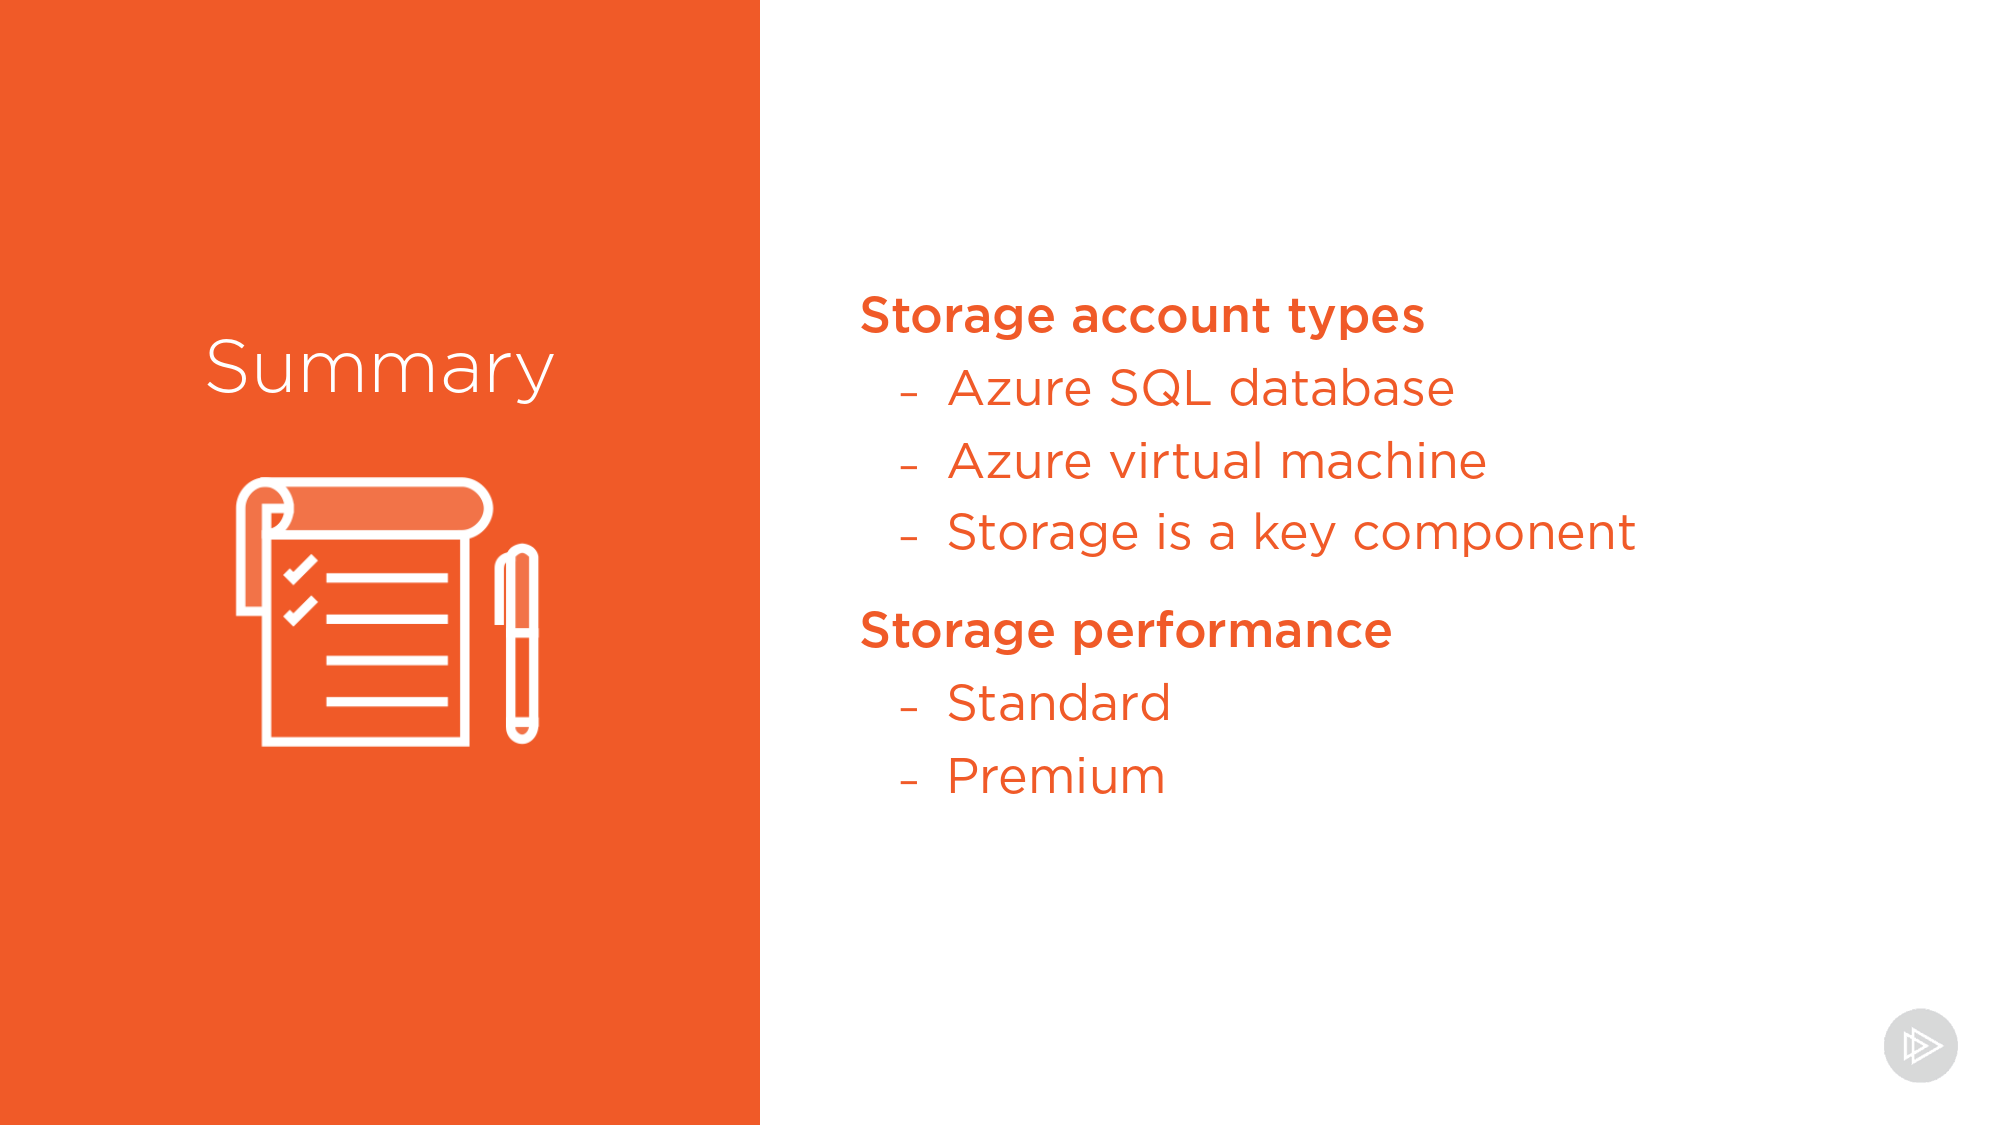 Summary
Storage account types
– Azure SQL database
– Azure virtual machine
– Storage is a key component
Storage performance
– Standard
– Premium